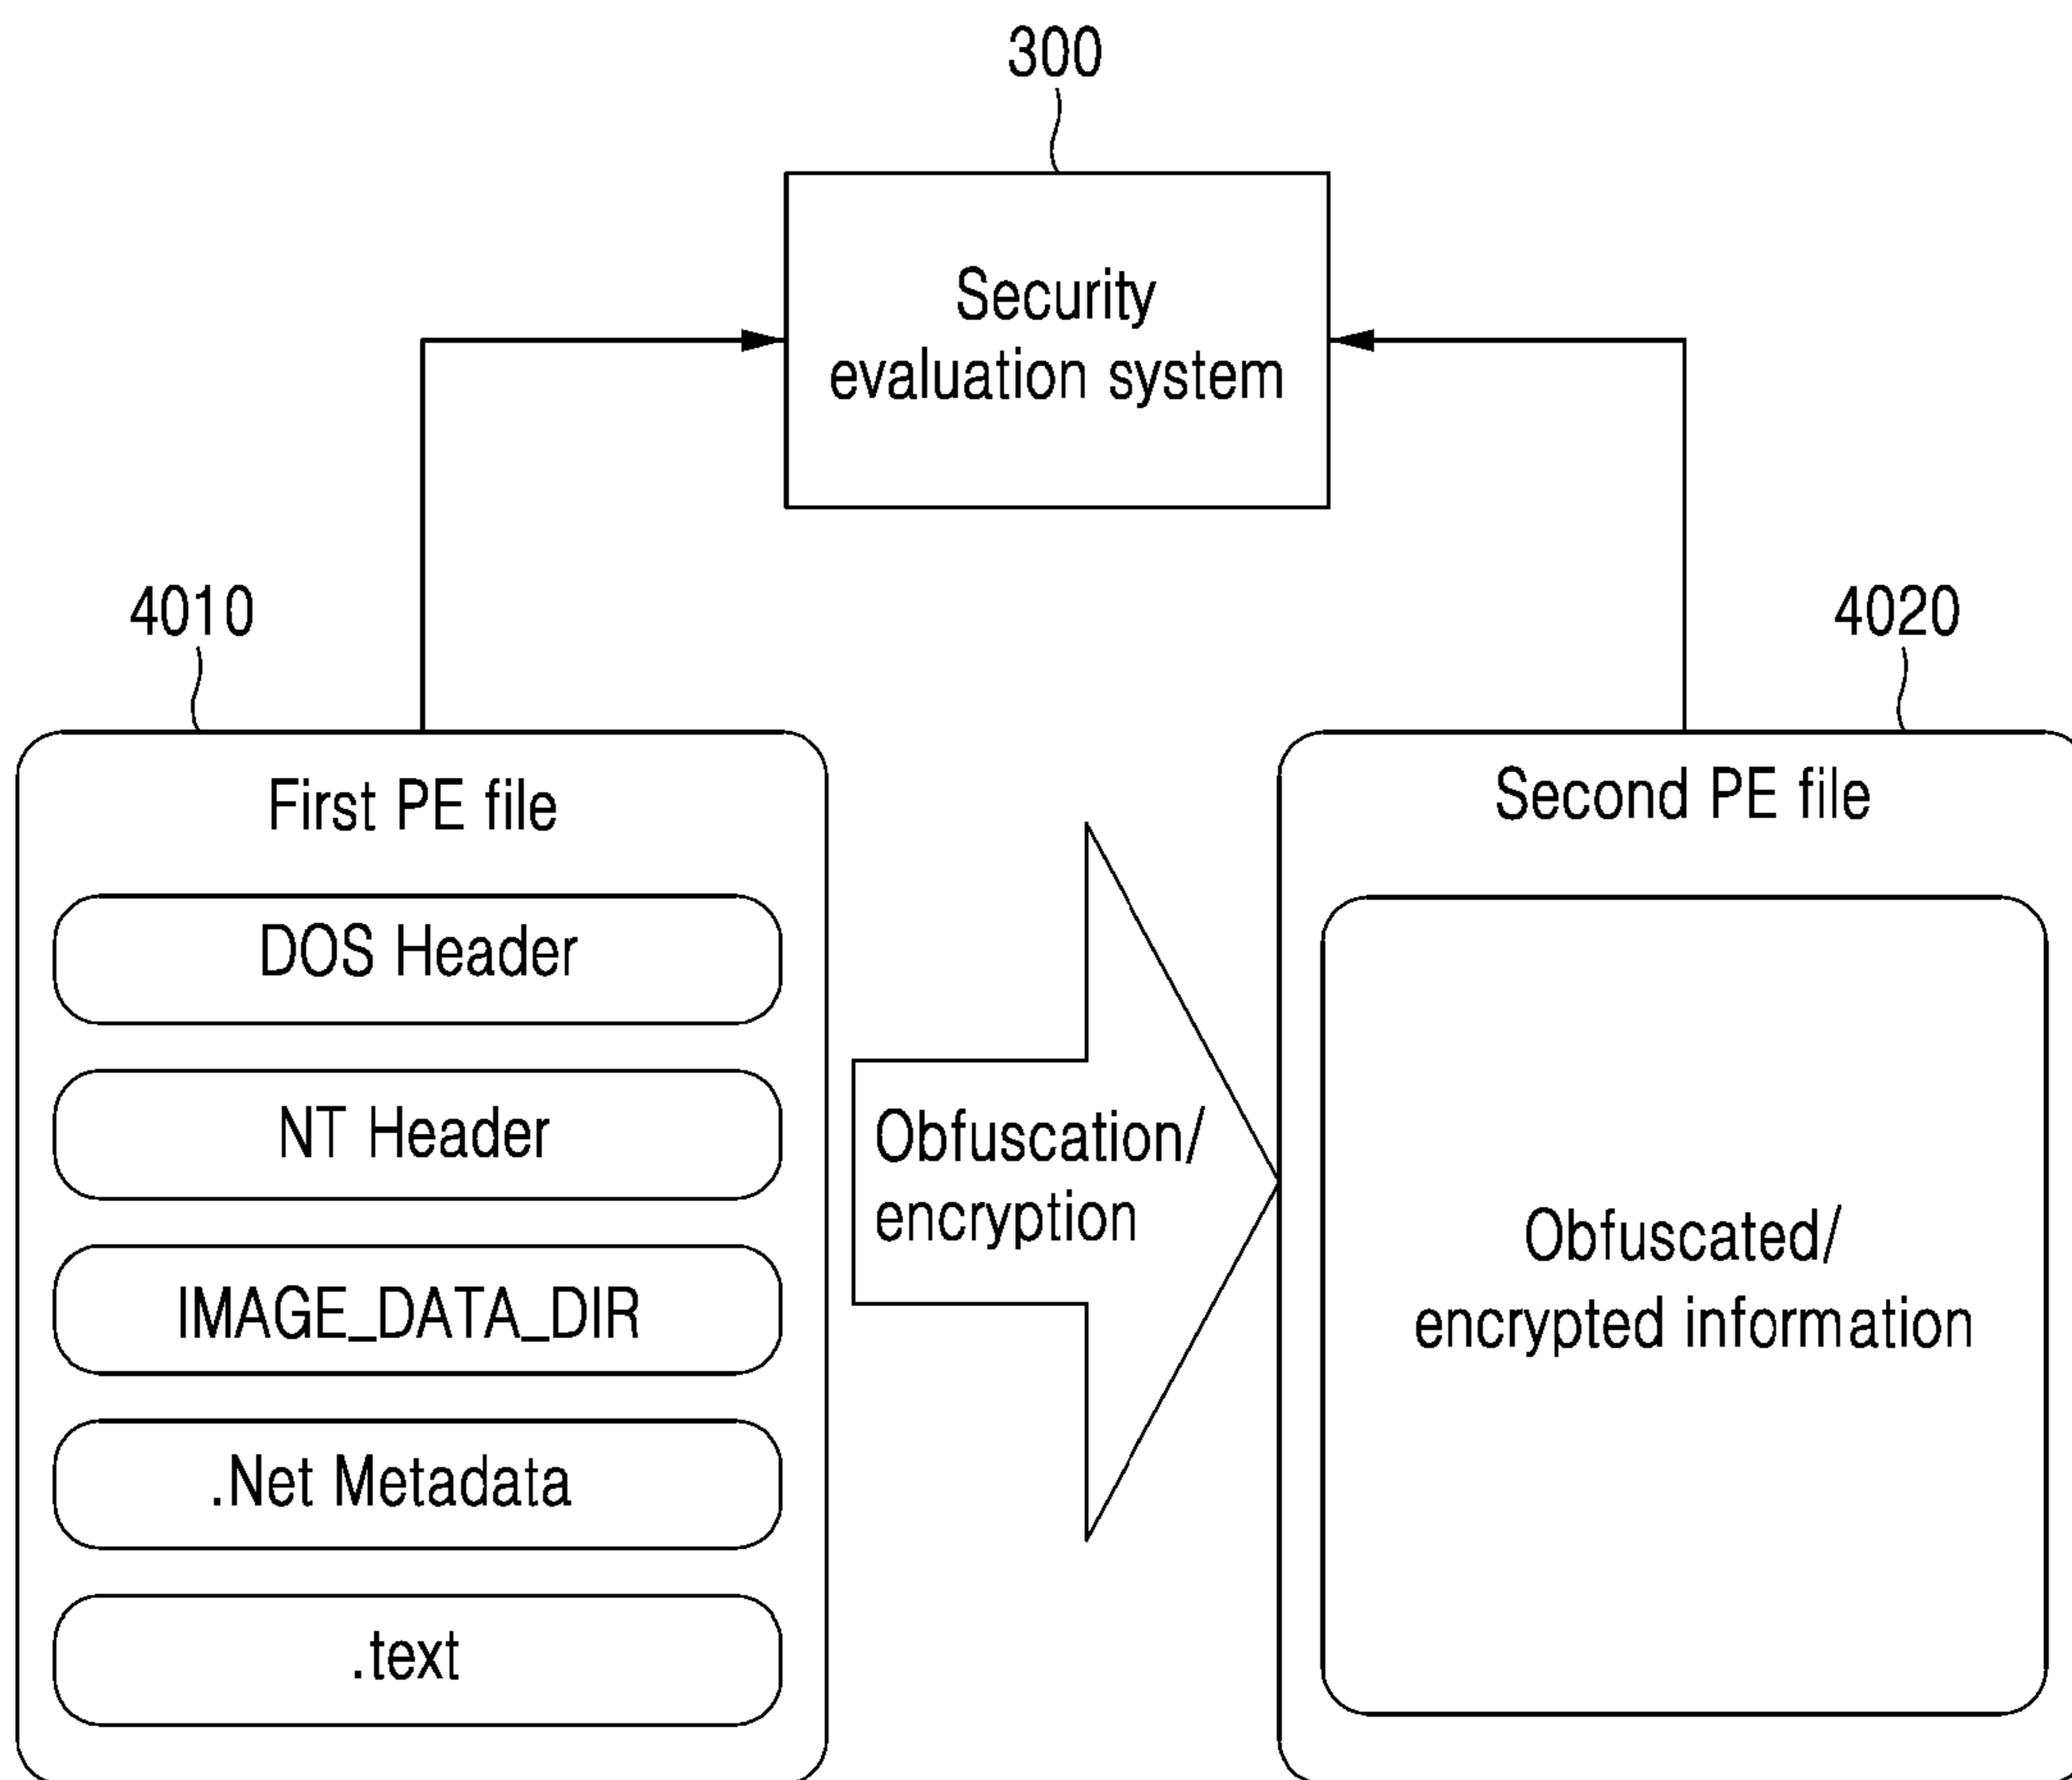 300
Security
evaluation system
4010
4020
First PE file
DOS Header
NT Header
IMAGE_DATA_DIR
.Net Metadata
.text
Obfuscation/
encryption
Second PE file
Obfuscated/
encrypted information